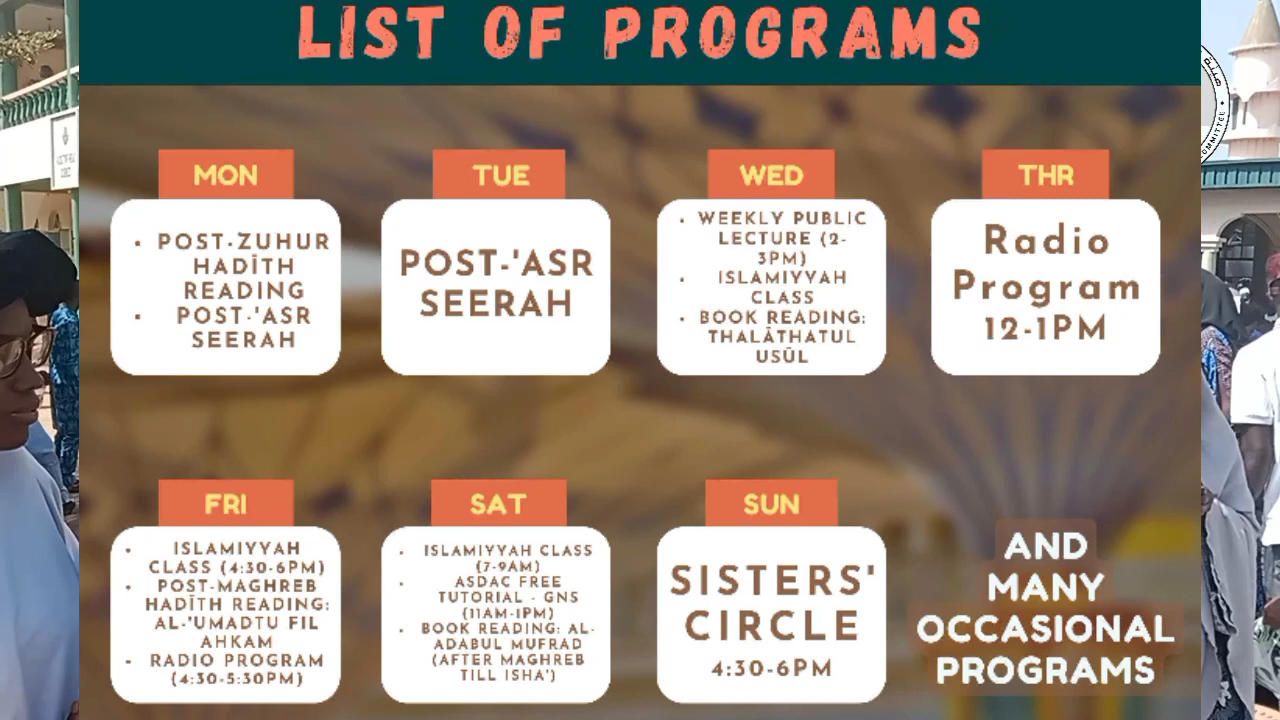 LIST OF PROGRAMS
MON
• POST-ZUHUR
HADĪTH
READING
• POST-'ASR
SEERAH
TUE
POST-'ASR
SEERAH
WED
• WEEKLY PUBLIC
LECTURE (2-
3PM)
• ISLAMIYYAH
CLASS
• BOOK READING:
THALĀTHATUL
USŪL
THR
Radio
Program
12-1PM
FRI
• ISLAMIYYAH
CLASS (4:30-6PM)
• POST-MAGHREB
HADĪTH READING:
AL-'UMADTU FIL
AHKAM
• RADIO PROGRAM
(4:30-5:30PM)
SAT
• ISLAMIYYAH CLASS
(7-9AM)
• ASDAC FREE
TUTORIAL - GNS
(11AM-1PM)
• BOOK READING: AL-
ADABUL MUFRAD
(AFTER MAGHREB
TILL ISHA')
SUN
SISTERS'
CIRCLE
4:30-6PM
AND
MANY
OCCASIONAL
PROGRAMS